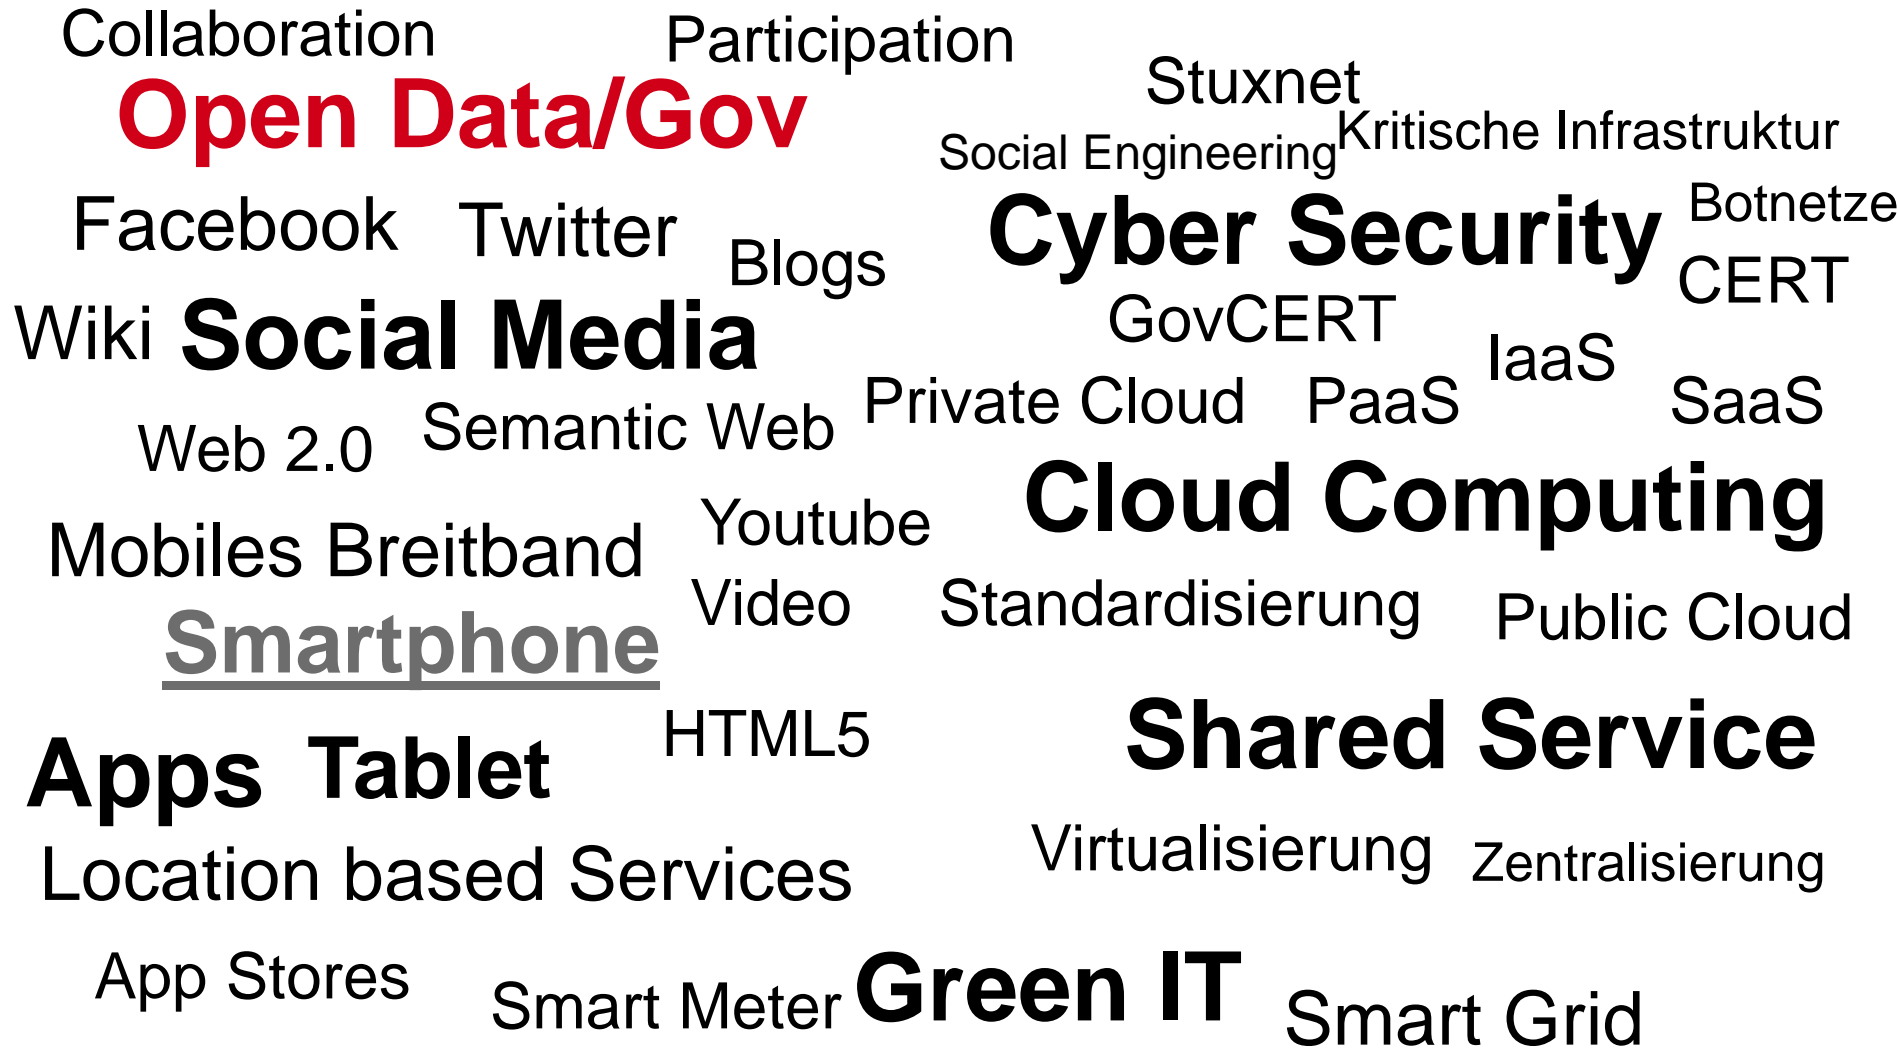 Collaboration
Participation
Open Data/Gov
Stuxnet
Social Engineering
Kritische Infrastruktur
Facebook
Twitter
Blogs
Cyber Security
Botnetze
CERT
Wiki
Social Media
GovCERT
IaaS
Web 2.0
Semantic Web
Private Cloud
PaaS
SaaS
Cloud Computing
Mobiles Breitband
Youtube
Smartphone
Video
Standardisierung
Public Cloud
Apps
Tablet
HTML5
Shared Service
Location based Services
Virtualisierung
Zentralisierung
App Stores
Smart Meter
Green IT
Smart Grid